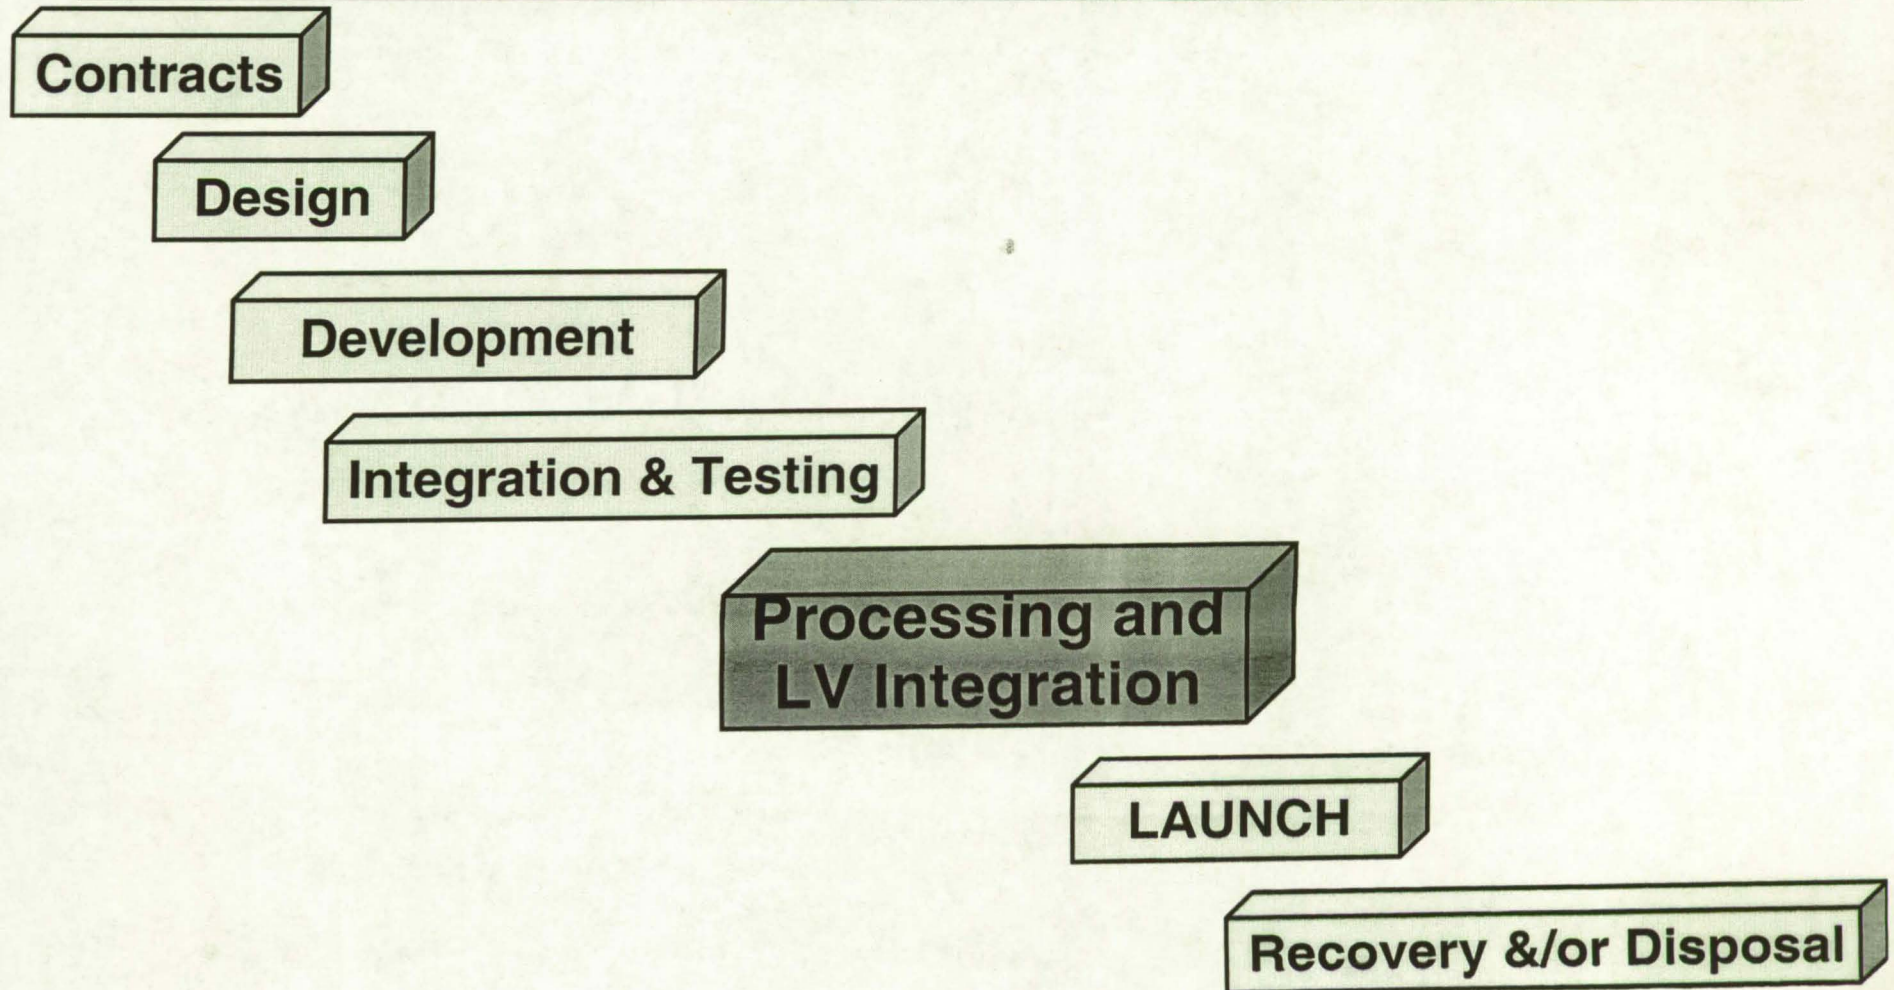 Contracts
Design
Development
Integration & Testing
Processing and
LV Integration
LAUNCH
Recovery &/or Disposal